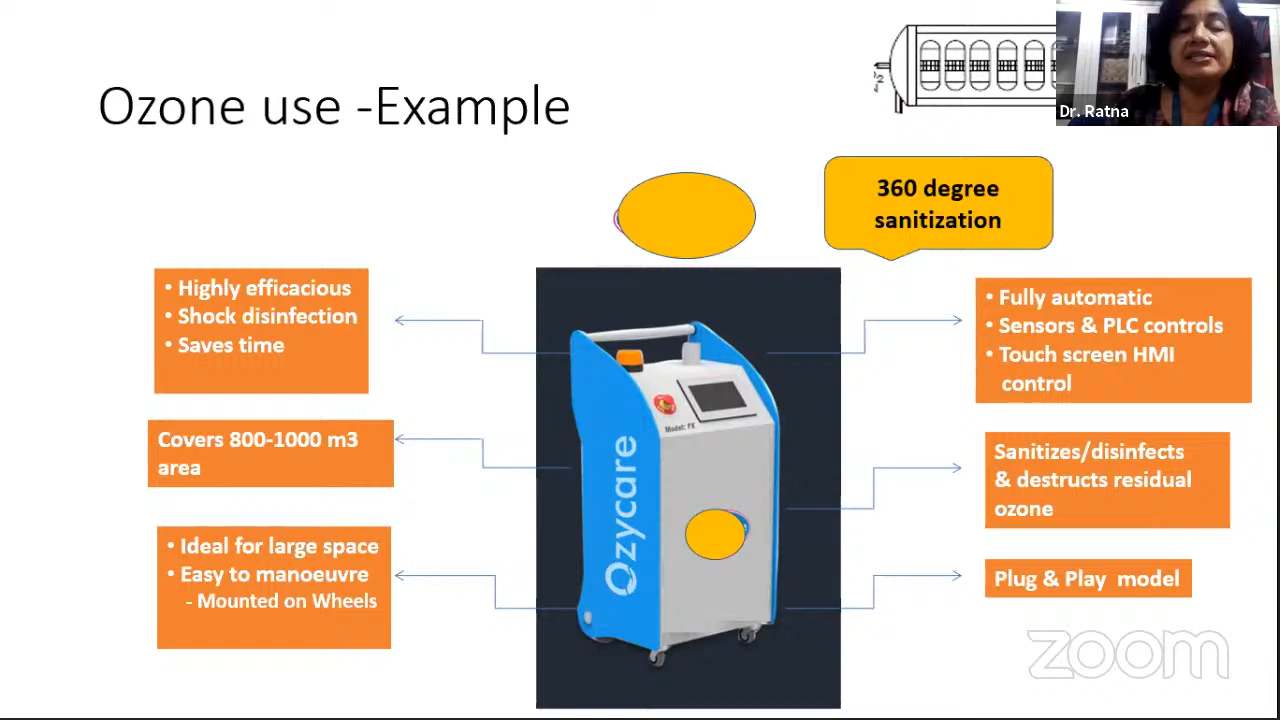 Ozone use -Example
Dr. Ratna
360 degree
sanitization
• Highly efficacious
• Shock disinfection
• Saves time
Covers 800-1000 m3
area
• Ideal for large space
• Easy to manoeuvre
- Mounted on Wheels
Model: FX
Ozycare
• Fully automatic
• Sensors & PLC controls
• Touch screen HMI
control
Sanitizes/disinfects
& destructs residual
ozone
Plug & Play model
zoom